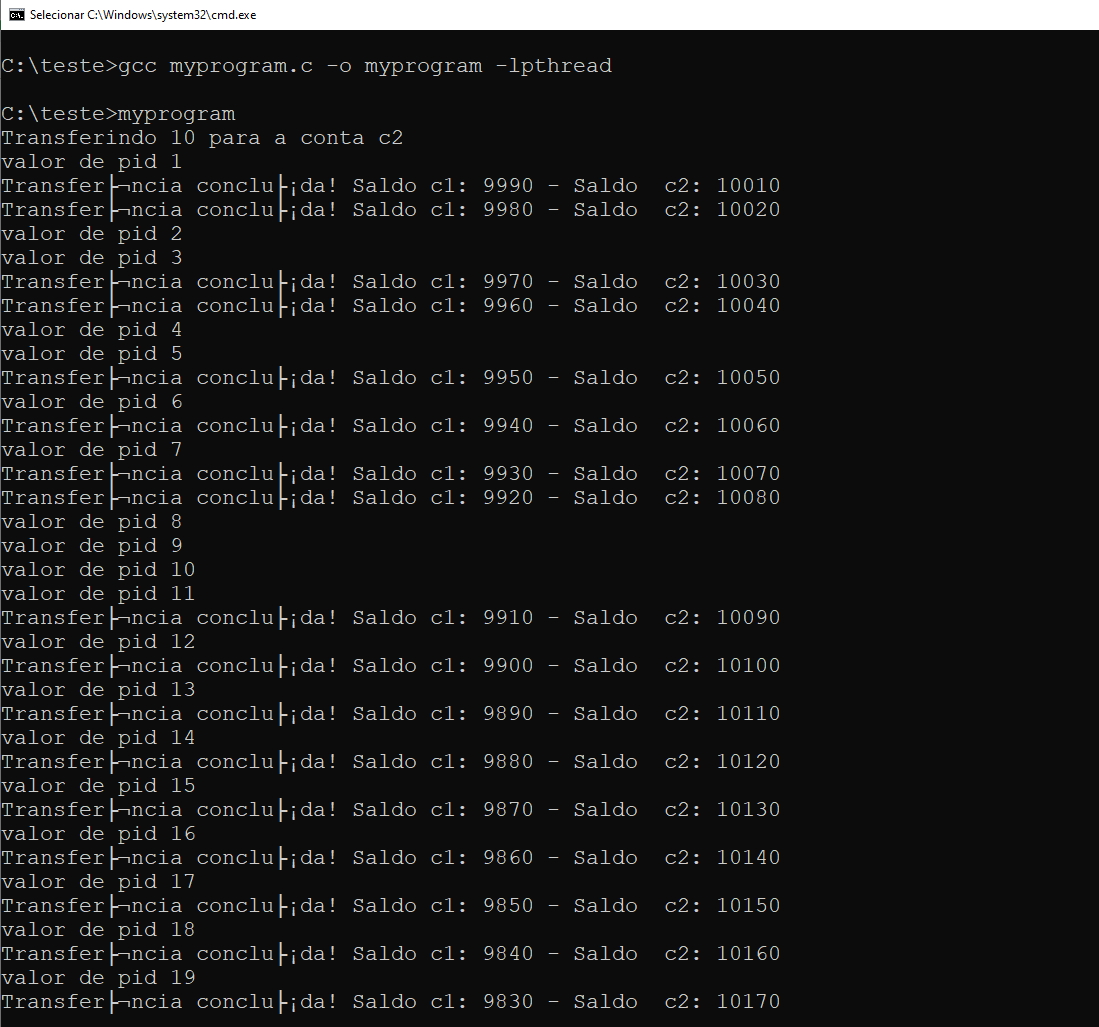 Selecionar C:\Windows\system32\cmd.exe
C:\teste>gcc myprogram.c -o myprogram -lpthread
C:\teste>myprogram
Transferindo 10 para a conta c2
valor de pid 1
Transfer├¬ncia conclu├¡da! Saldo c1: 9990 - Saldo  c2: 10010
Transfer├¬ncia conclu├¡da! Saldo c1: 9980 - Saldo  c2: 10020
valor de pid 2
valor de pid 3
Transfer├¬ncia conclu├¡da! Saldo c1: 9970 - Saldo  c2: 10030
Transfer├¬ncia conclu├¡da! Saldo c1: 9960 - Saldo  c2: 10040
valor de pid 4
valor de pid 5
Transfer├¬ncia conclu├¡da! Saldo c1: 9950 - Saldo  c2: 10050
valor de pid 6
Transfer├¬ncia conclu├¡da! Saldo c1: 9940 - Saldo  c2: 10060
valor de pid 7
Transfer├¬ncia conclu├¡da! Saldo c1: 9930 - Saldo  c2: 10070
Transfer├¬ncia conclu├¡da! Saldo c1: 9920 - Saldo  c2: 10080
valor de pid 8
valor de pid 9
valor de pid 10
valor de pid 11
Transfer├¬ncia conclu├¡da! Saldo c1: 9910 - Saldo  c2: 10090
valor de pid 12
Transfer├¬ncia conclu├¡da! Saldo c1: 9900 - Saldo  c2: 10100
valor de pid 13
Transfer├¬ncia conclu├¡da! Saldo c1: 9890 - Saldo  c2: 10110
valor de pid 14
Transfer├¬ncia conclu├¡da! Saldo c1: 9880 - Saldo  c2: 10120
valor de pid 15
Transfer├¬ncia conclu├¡da! Saldo c1: 9870 - Saldo  c2: 10130
valor de pid 16
Transfer├¬ncia conclu├¡da! Saldo c1: 9860 - Saldo  c2: 10140
valor de pid 17
Transfer├¬ncia conclu├¡da! Saldo c1: 9850 - Saldo  c2: 10150
valor de pid 18
Transfer├¬ncia conclu├¡da! Saldo c1: 9840 - Saldo  c2: 10160
valor de pid 19
Transfer├¬ncia conclu├¡da! Saldo c1: 9830 - Saldo  c2: 10170